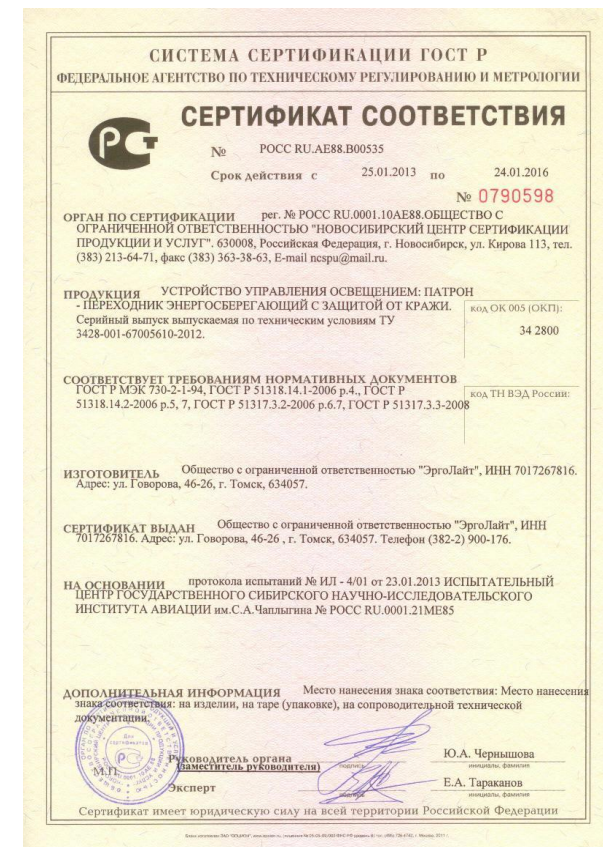 СИСТЕМА СЕРТИФИКАЦИИ ГОСТ Р
ФЕДЕРАЛЬНОЕ АГЕНТСТВО ПО ТЕХНИЧЕСКОМУ РЕГУЛИРОВАНИЮ И МЕТРОЛОГИИ
СЕРТИФИКАТ СООТВЕТСТВИЯ
№ РОСС RU.АЕ88.В00535
Срок действия с 25.01.2013 по 24.01.2016
№ 0790598
ОРГАН ПО СЕРТИФИКАЦИИ рег. № РОСС RU.0001.10АЕ88.ОБЩЕСТВО С
ОГРАНИЧЕННОЙ ОТВЕТСТВЕННОСТЬЮ "НОВОСИБИРСКИЙ ЦЕНТР СЕРТИФИКАЦИИ
ПРОДУКЦИИ И УСЛУГ". 630008, Российская Федерация, г. Новосибирск, ул. Кирова 113, тел.
(383) 213-64-71, факс (383) 363-38-63, E-mail ncspu@mail.ru.
ПРОДУКЦИЯ УСТРОЙСТВО УПРАВЛЕНИЯ ОСВЕЩЕНИЕМ: ПАТРОН
- ПЕРЕХОДНИК ЭНЕРГОСБЕРЕГАЮЩИЙ С ЗАЩИТОЙ ОТ КРАЖИ.
Серийный выпуск выпускаемая по техническим условиям ТУ
3428-001-67005610-2012.
код ОК 005 (ОКП):
34 2800
СООТВЕТСТВУЕТ ТРЕБОВАНИЯМ НОРМАТИВНЫХ ДОКУМЕНТОВ
ГОСТ Р МЭК 730-2-1-94, ГОСТ Р 51318.14.1-2006 р.4., ГОСТ Р
51318.14.2-2006 р.5, 7, ГОСТ Р 51317.3.2-2006 р.6.7, ГОСТ Р 51317.3.3-2008
код ТН ВЭД России:
ИЗГОТОВИТЕЛЬ Общество с ограниченной ответственностью "ЭргоЛайт", ИНН 7017267816.
Адрес: ул. Говорова, 46-26, г. Томск, 634057.
СЕРТИФИКАТ ВЫДАН Общество с ограниченной ответственностью "ЭргоЛайт", ИНН
7017267816. Адрес: ул. Говорова, 46-26 , г. Томск, 634057. Телефон (382-2) 900-176.
НА ОСНОВАНИИ протокола испытаний № ИЛ - 4/01 от 23.01.2013 ИСПЫТАТЕЛЬНЫЙ
ЦЕНТР ГОСУДАРСТВЕННОГО СИБИРСКОГО НАУЧНО-ИССЛЕДОВАТЕЛЬСКОГО
ИНСТИТУТА АВИАЦИИ им.С.А.Чаплыгина № РОСС RU.0001.21МЕ85
ДОПОЛНИТЕЛЬНАЯ ИНФОРМАЦИЯ Место нанесения знака соответствия: Место нанесения
знака соответствия: на изделии, на таре (упаковке), на сопроводительной технической
документации.
Для
сертификатов
М.П.
Руководитель органа
(заместитель руководителя)
подпись
Ю.А. Чернышова
инициалы, фамилия
Эксперт
подпись
Е.А. Тараканов
инициалы, фамилия
Сертификат имеет юридическую силу на всей территории Российской Федерации